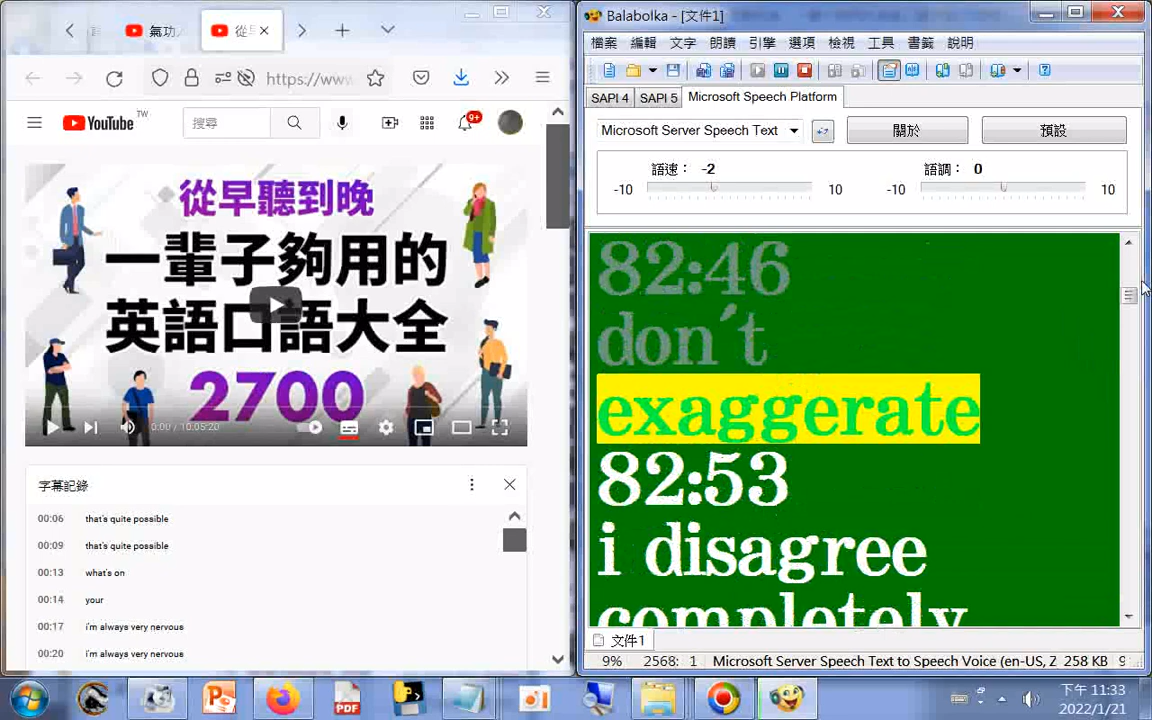 氣功
從
https://www
YouTube TW
搜尋
9+
從早聽到晚
一輩子夠用的
英語口語大全
2700
0:00 / 10:05:20
字幕記錄
00:06 that's quite possible
00:09 that's quite possible
00:13 what's on
00:14 your
00:17 i'm always very nervous
00:20 i'm always very nervous
Balabolka - [文件1]
檔案 編輯 文字 朗讀 引擎 選項 檢視 工具 書籤 說明
SAPI 4 SAPI 5 Microsoft Speech Platform
Microsoft Server Speech Text 關於 預設
語速： -2 語調： 0
-10 10 -10 10
82:46
don't
exaggerate
82:53
i disagree
completely
文件1
9% 2568: 1 Microsoft Server Speech Text to Speech Voice (en-US, Z 258 KB
PDF
下午 11:33
2022/1/21